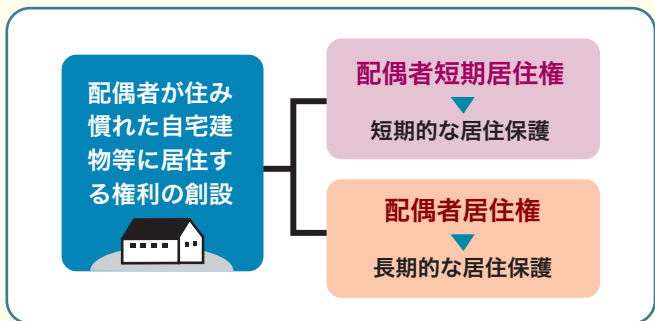 配偶者が住み
慣れた自宅建
物等に居住す
る権利の創設
配偶者短期居住権
短期的な居住保護
配偶者居住権
長期的な居住保護